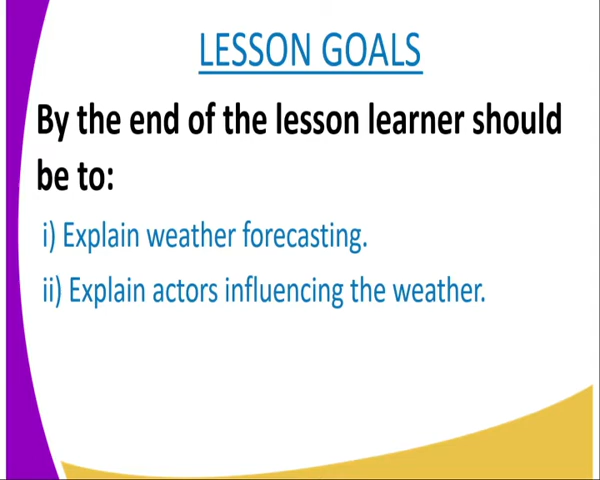 LESSON GOALS
By the end of the lesson learner should
be to:
i) Explain weather forecasting.
ii) Explain actors influencing the weather.